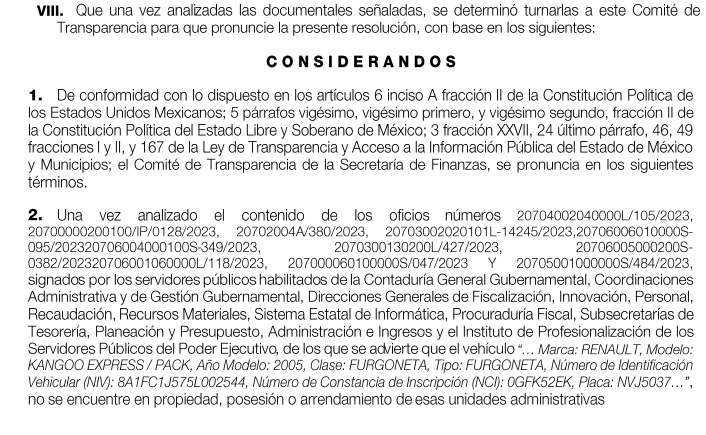 VIII. Que una vez analizadas las documentales señaladas, se determinó turnarlas a este Comité de
Transparencia para que pronuncie la presente resolución, con base en los siguientes:
CONSIDERANDOS
1. De conformidad con lo dispuesto en los artículos 6 inciso A fracción II de la Constitución Política de
los Estados Unidos Mexicanos; 5 párrafos vigésimo, vigésimo primero, y vigésimo segundo, fracción II de
la Constitución Política del Estado Libre y Soberano de México; 3 fracción XXVII, 24 último párrafo, 46, 49
fracciones I y II, y 167 de la Ley de Transparencia y Acceso a la Información Pública del Estado de México
y Municipios; el Comité de Transparencia de la Secretaría de Finanzas, se pronuncia en los siguientes
términos.
2. Una vez analizado el contenido de los oficios números 20704002040000L/105/2023,
20700000200100/IP/0128/2023, 20702004A/380/2023, 20703002020101L-14245/2023,20706006010000S-
095/202320706004000100S-349/2023, 2070300130200L/427/2023, 20706005000200S-
0382/202320706001060000L/118/2023, 207000060100000S/047/2023 Y 20705001000000S/484/2023,
signados por los servidores públicos habilitados de la Contaduría General Gubernamental, Coordinaciones
Administrativa y de Gestión Gubernamental, Direcciones Generales de Fiscalización, Innovación, Personal,
Recaudación, Recursos Materiales, Sistema Estatal de Informática, Procuraduría Fiscal, Subsecretarías de
Tesorería, Planeación y Presupuesto, Administración e Ingresos y el Instituto de Profesionalización de los
Servidores Públicos del Poder Ejecutivo, de los que se advierte que el vehículo "... Marca: RENAULT, Modelo:
KANGOO EXPRESS / PACK, Año Modelo: 2005, Clase: FURGONETA, Tipo: FURGONETA, Número de Identificación
Vehicular (NIV): 8A1FC1J575L002544, Número de Constancia de Inscripción (NCI): 0GFK52EK, Placa: NVJ5037...",
no se encuentre en propiedad, posesión o arrendamiento de esas unidades administrativas